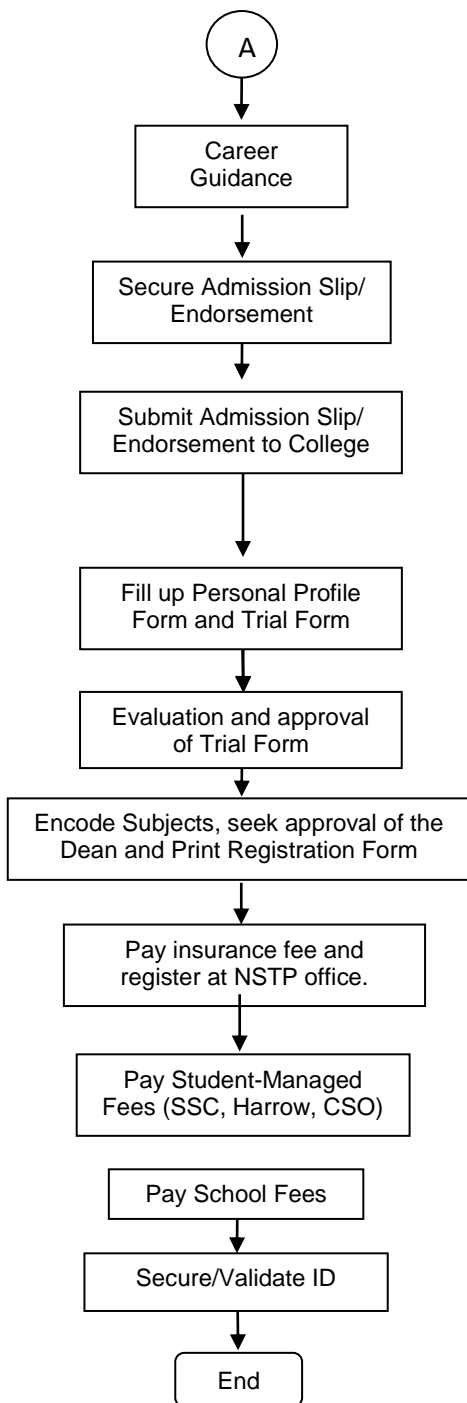 A
Career
Guidance
Secure Admission Slip/
Endorsement
Submit Admission Slip/
Endorsement to College
Fill up Personal Profile
Form and Trial Form
Evaluation and approval
of Trial Form
Encode Subjects, seek approval of the
Dean and Print Registration Form
Pay insurance fee and
register at NSTP office.
Pay Student-Managed
Fees (SSC, Harrow, CSO)
Pay School Fees
Secure/Validate ID
End